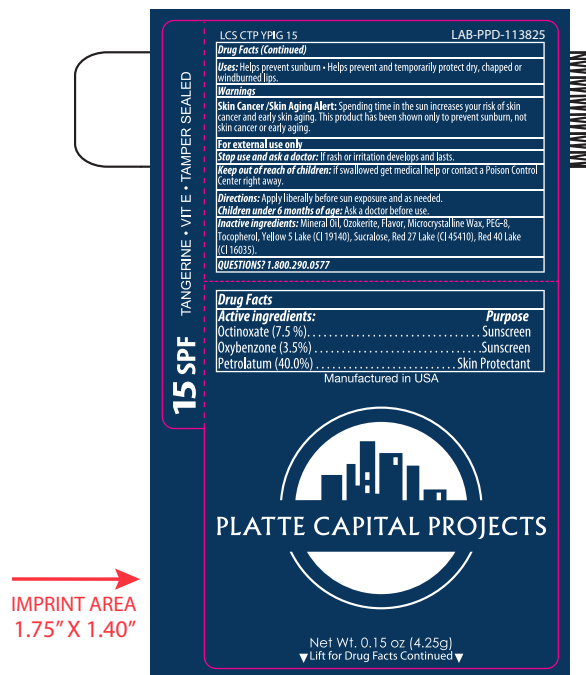 LCS CTP YPIG 15 LAB-PPD-113825
Drug Facts (Continued)
Uses: Helps prevent sunburn • Helps prevent and temporarily protect dry, chapped or
windburned lips.
Warnings
Skin Cancer /Skin Aging Alert: Spending time in the sun increases your risk of skin
cancer and early skin aging. This product has been shown only to prevent sunburn, not
skin cancer or early aging.
For external use only
Stop use and ask a doctor: If rash or irritation develops and lasts.
Keep out of reach of children: if swallowed get medical help or contact a Poison Control
Center right away.
Directions: Apply liberally before sun exposure and as needed.
Children under 6 months of age: Ask a doctor before use.
Inactive ingredients: Mineral Oil, Ozokerite, Flavor, Microcrystalline Wax, PEG-8,
Tocopherol, Yellow 5 Lake (Cl 19140), Sucralose, Red 27 Lake (Cl 45410), Red 40 Lake
(Cl 16035).
QUESTIONS? 1.800.290.0577
15 SPF TANGERINE • VIT E • TAMPER SEALED
Drug Facts
Active ingredients: Purpose
Octinoxate (7.5 %)..............................Sunscreen
Oxybenzone (3.5%)..............................Sunscreen
Petrolatum (40.0%).........................Skin Protectant
Manufactured in USA
PLATTE CAPITAL PROJECTS
IMPRINT AREA
1.75” X 1.40”
Net Wt. 0.15 oz (4.25g)
▼Lift for Drug Facts Continued▼